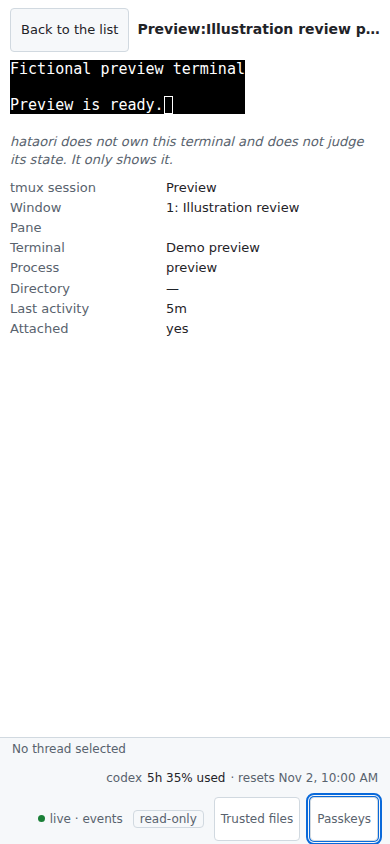 Back to the list
Preview:Illustration review p…
Fictional preview terminal
Preview is ready.
hataori does not own this terminal and does not judge
its state. It only shows it.
tmux session Preview
Window 1: Illustration review
Pane
Terminal Demo preview
Process preview
Directory —
Last activity 5m
Attached yes
No thread selected
codex 5h 35% used · resets Nov 2, 10:00 AM
live · events read-only Trusted files Passkeys